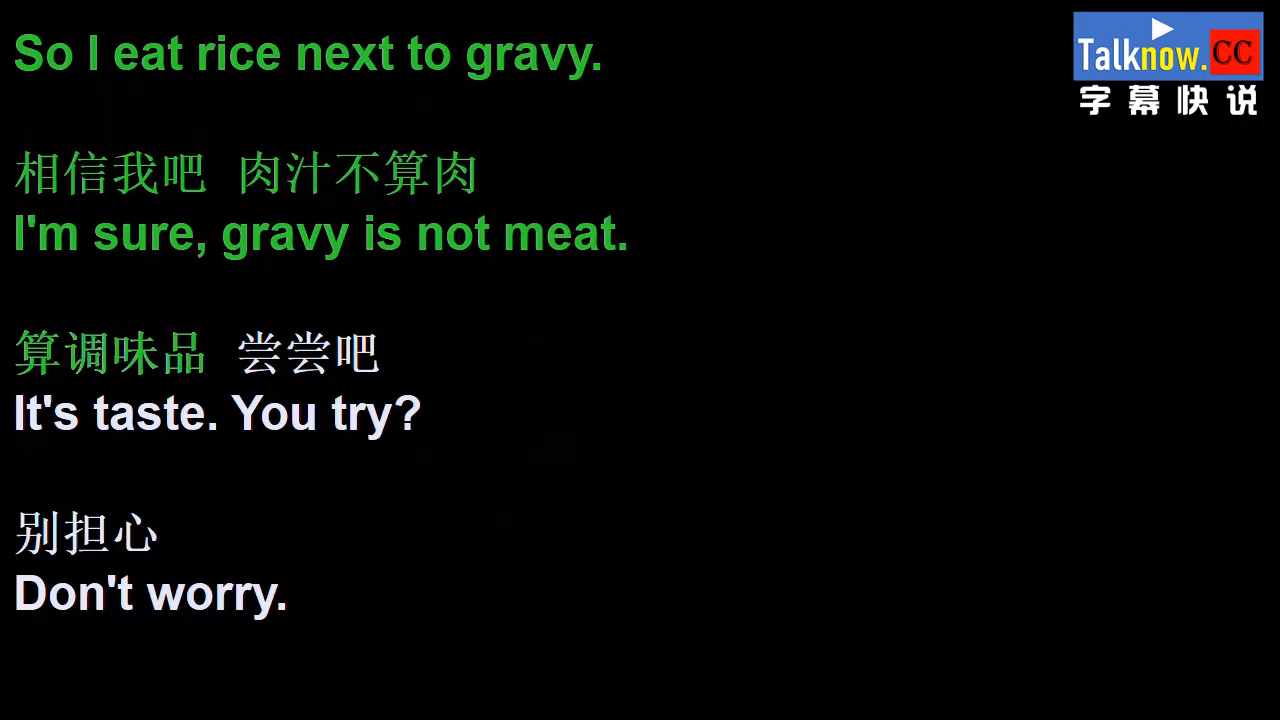 So I eat rice next to gravy.
Talknow.CC
字幕快说
相信我吧 肉汁不算肉
I'm sure, gravy is not meat.
算调味品 尝尝吧
It's taste. You try?
别担心
Don't worry.